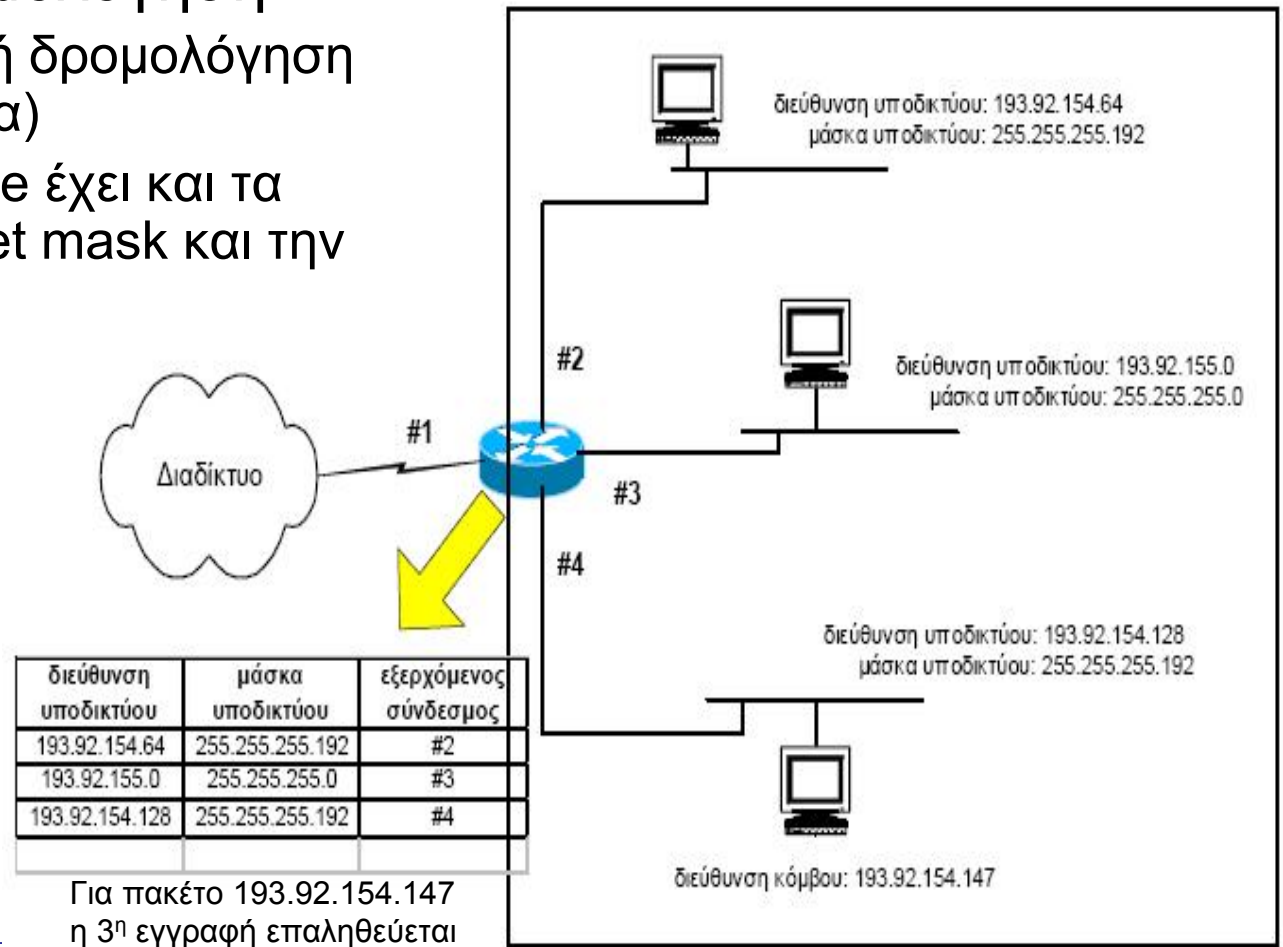 ή δρομολόγηση
α)
e έχει και τα
et mask και την
διεύθυνση υποδικτύου: 193.92.154.64
μάσκα υποδικτύου: 255.255.255.192
#2
διεύθυνση υποδικτύου: 193.92.155.0
μάσκα υποδικτύου: 255.255.255.0
#1
Διαδίκτυο
#3
#4
διεύθυνση υποδικτύου: 193.92.154.128
μάσκα υποδικτύου: 255.255.255.192
διεύθυνση υποδικτύου μάσκα υποδικτύου εξερχόμενος σύνδεσμος
193.92.154.64 255.255.255.192 #2
193.92.155.0 255.255.255.0 #3
193.92.154.128 255.255.255.192 #4
διεύθυνση κόμβου: 193.92.154.147
Για πακέτο 193.92.154.147
η 3η εγγραφή επαληθεύεται